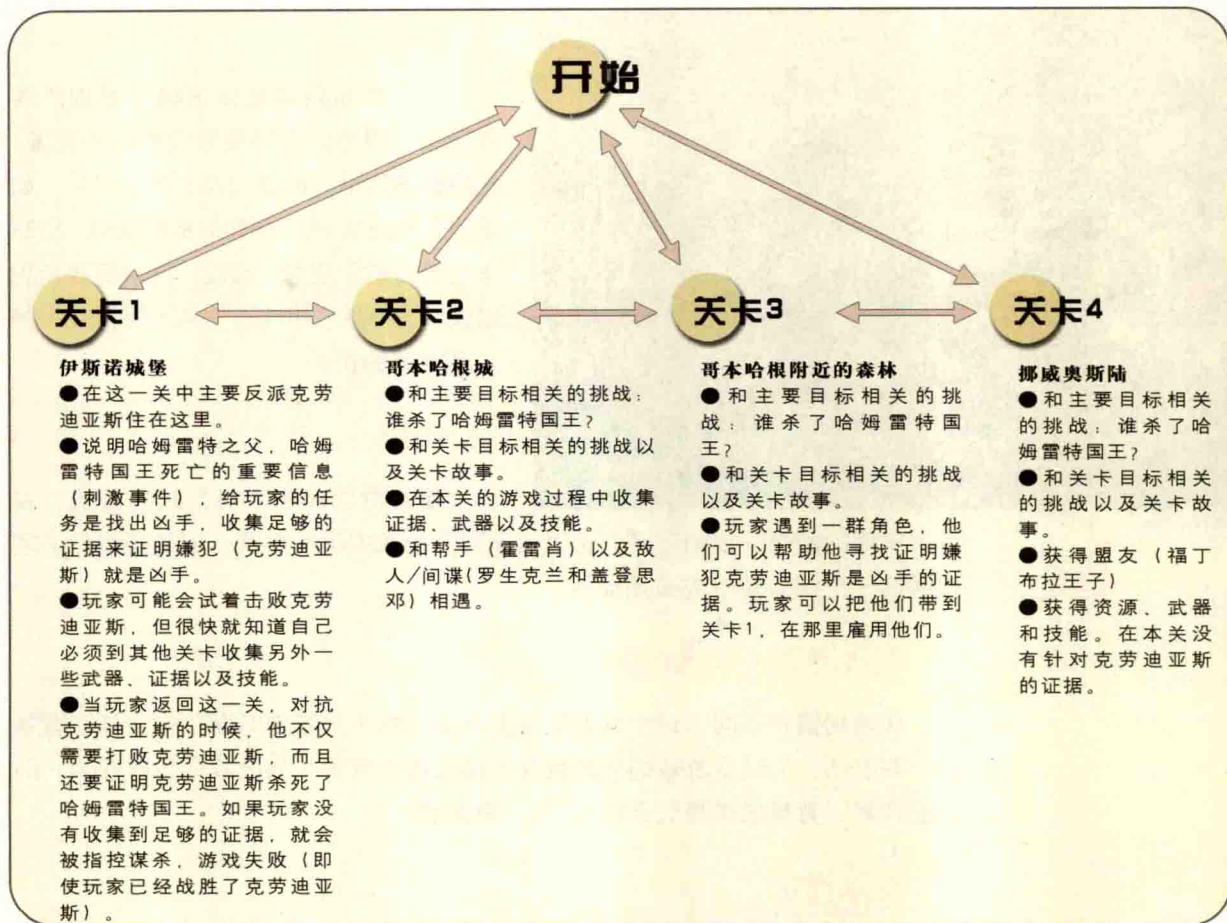 开始
关卡1
关卡2
关卡3
关卡4
伊斯诺城堡
●在这一关中主要反派克劳
迪亚斯住在这里。
●说明哈姆雷特之父，哈姆
雷特国王死亡的重要信息
（刺激事件），给玩家的任
务是找出凶手，收集足够的
证据来证明嫌犯（克劳迪亚
斯）就是凶手。
●玩家可能会试着击败克劳
迪亚斯，但很快就知道自己
必须到其他关卡收集另外一
些武器、证据以及技能。
●当玩家返回这一关，对抗
克劳迪亚斯的时候，他不仅
需要打败克劳迪亚斯，而且
还要证明克劳迪亚斯杀死了
哈姆雷特国王。如果玩家没
有收集到足够的证据，就会
被指控谋杀，游戏失败（即
使玩家已经战胜了克劳迪亚
斯）。
哥本哈根城
●和主要目标相关的挑战：
谁杀了哈姆雷特国王？
●和关卡目标相关的挑战以
及关卡故事。
●在本关的游戏过程中收集
证据、武器以及技能。
●和帮手（霍雷肖）以及敌
人/间谍(罗生克兰和盖登思
邓）相遇。
哥本哈根附近的森林
●和主要目标相关的挑
战：谁杀了哈姆雷特国
王？
●和关卡目标相关的挑战
以及关卡故事。
●玩家遇到一群角色，他
们可以帮助他寻找证明嫌
犯克劳迪亚斯是凶手的证
据。玩家可以把他们带到
关卡1，在那里雇用他们。
挪威奥斯陆
●和主要目标相关
的挑战：谁杀了哈
姆雷特国王？
●和关卡目标相关
的挑战以及关卡故
事。
●获得盟友（福丁
布拉王子）
●获得资源、武器
和技能。在本关没
有针对克劳迪亚斯
的证据。